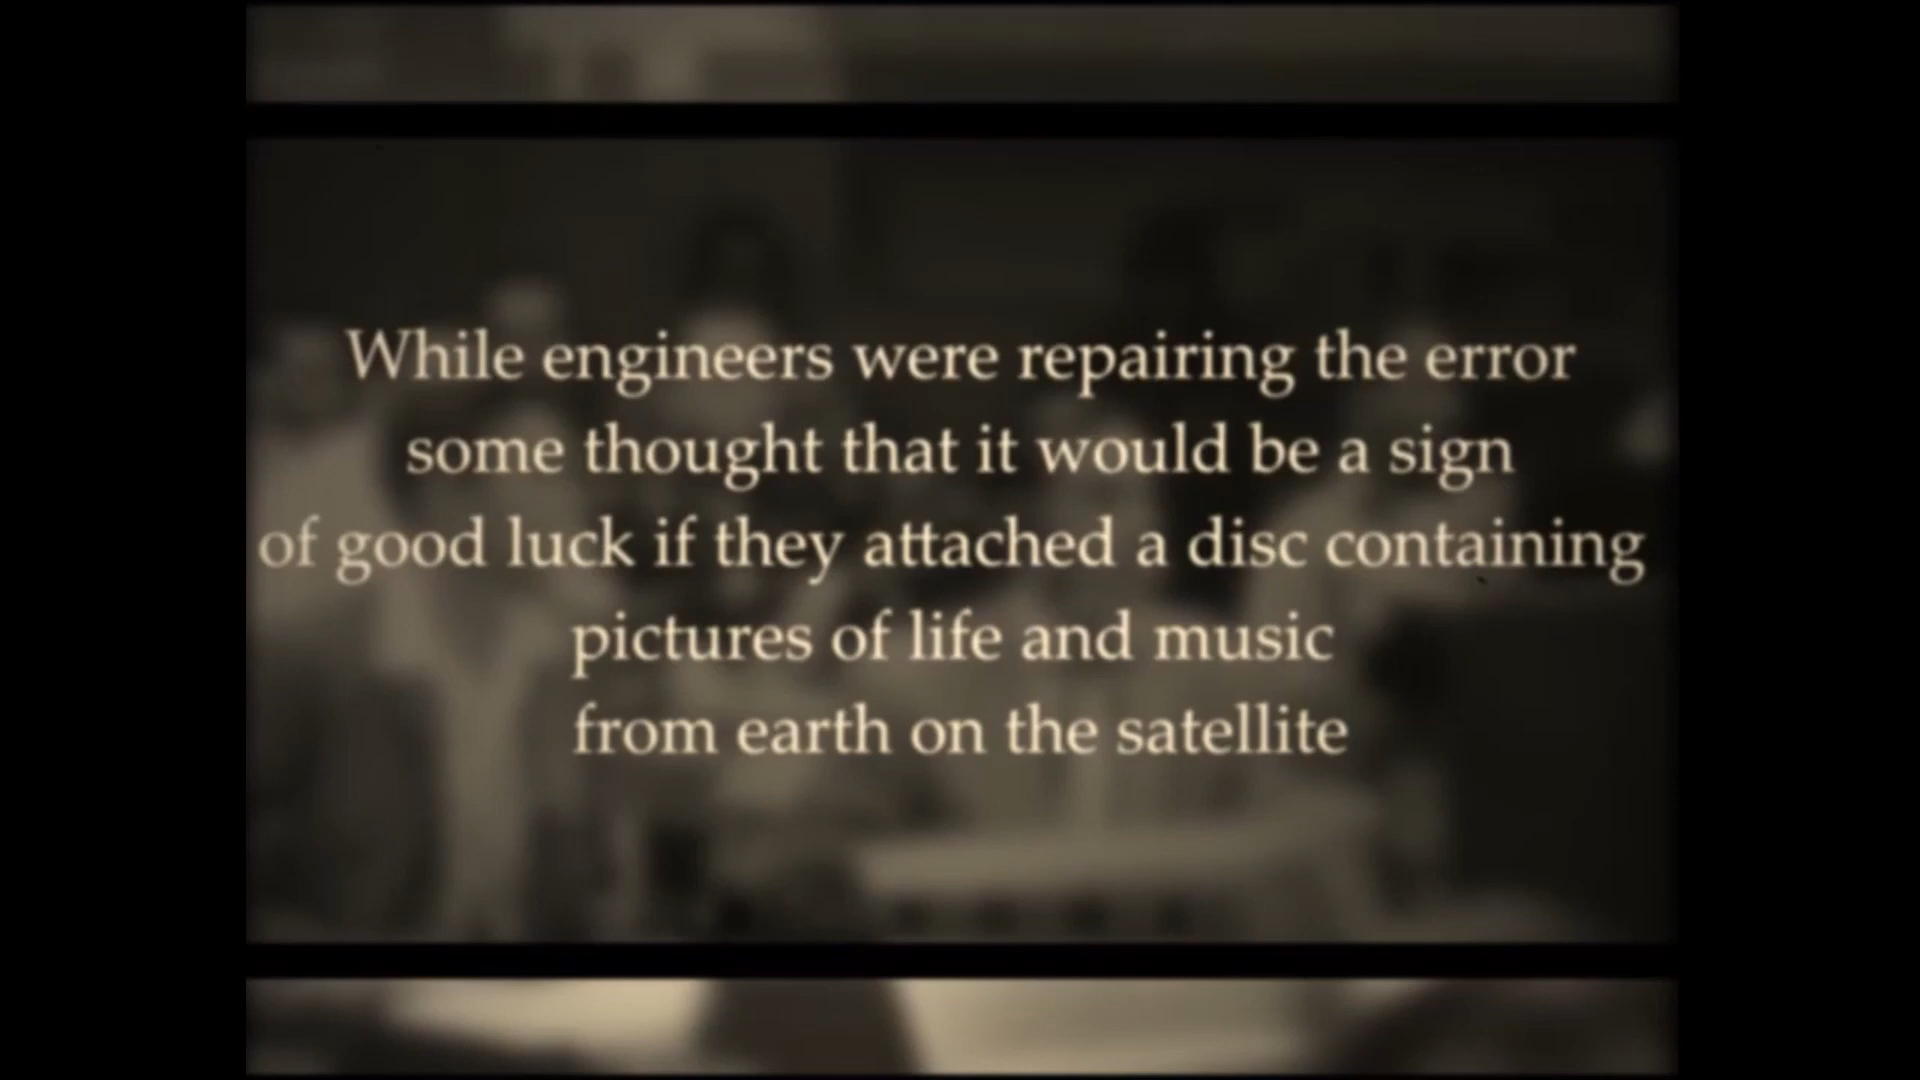 While engineers were repairing the error
some thought that it would be a sign
of good luck if they attached a disc containing
pictures of life and music
from earth on the satellite